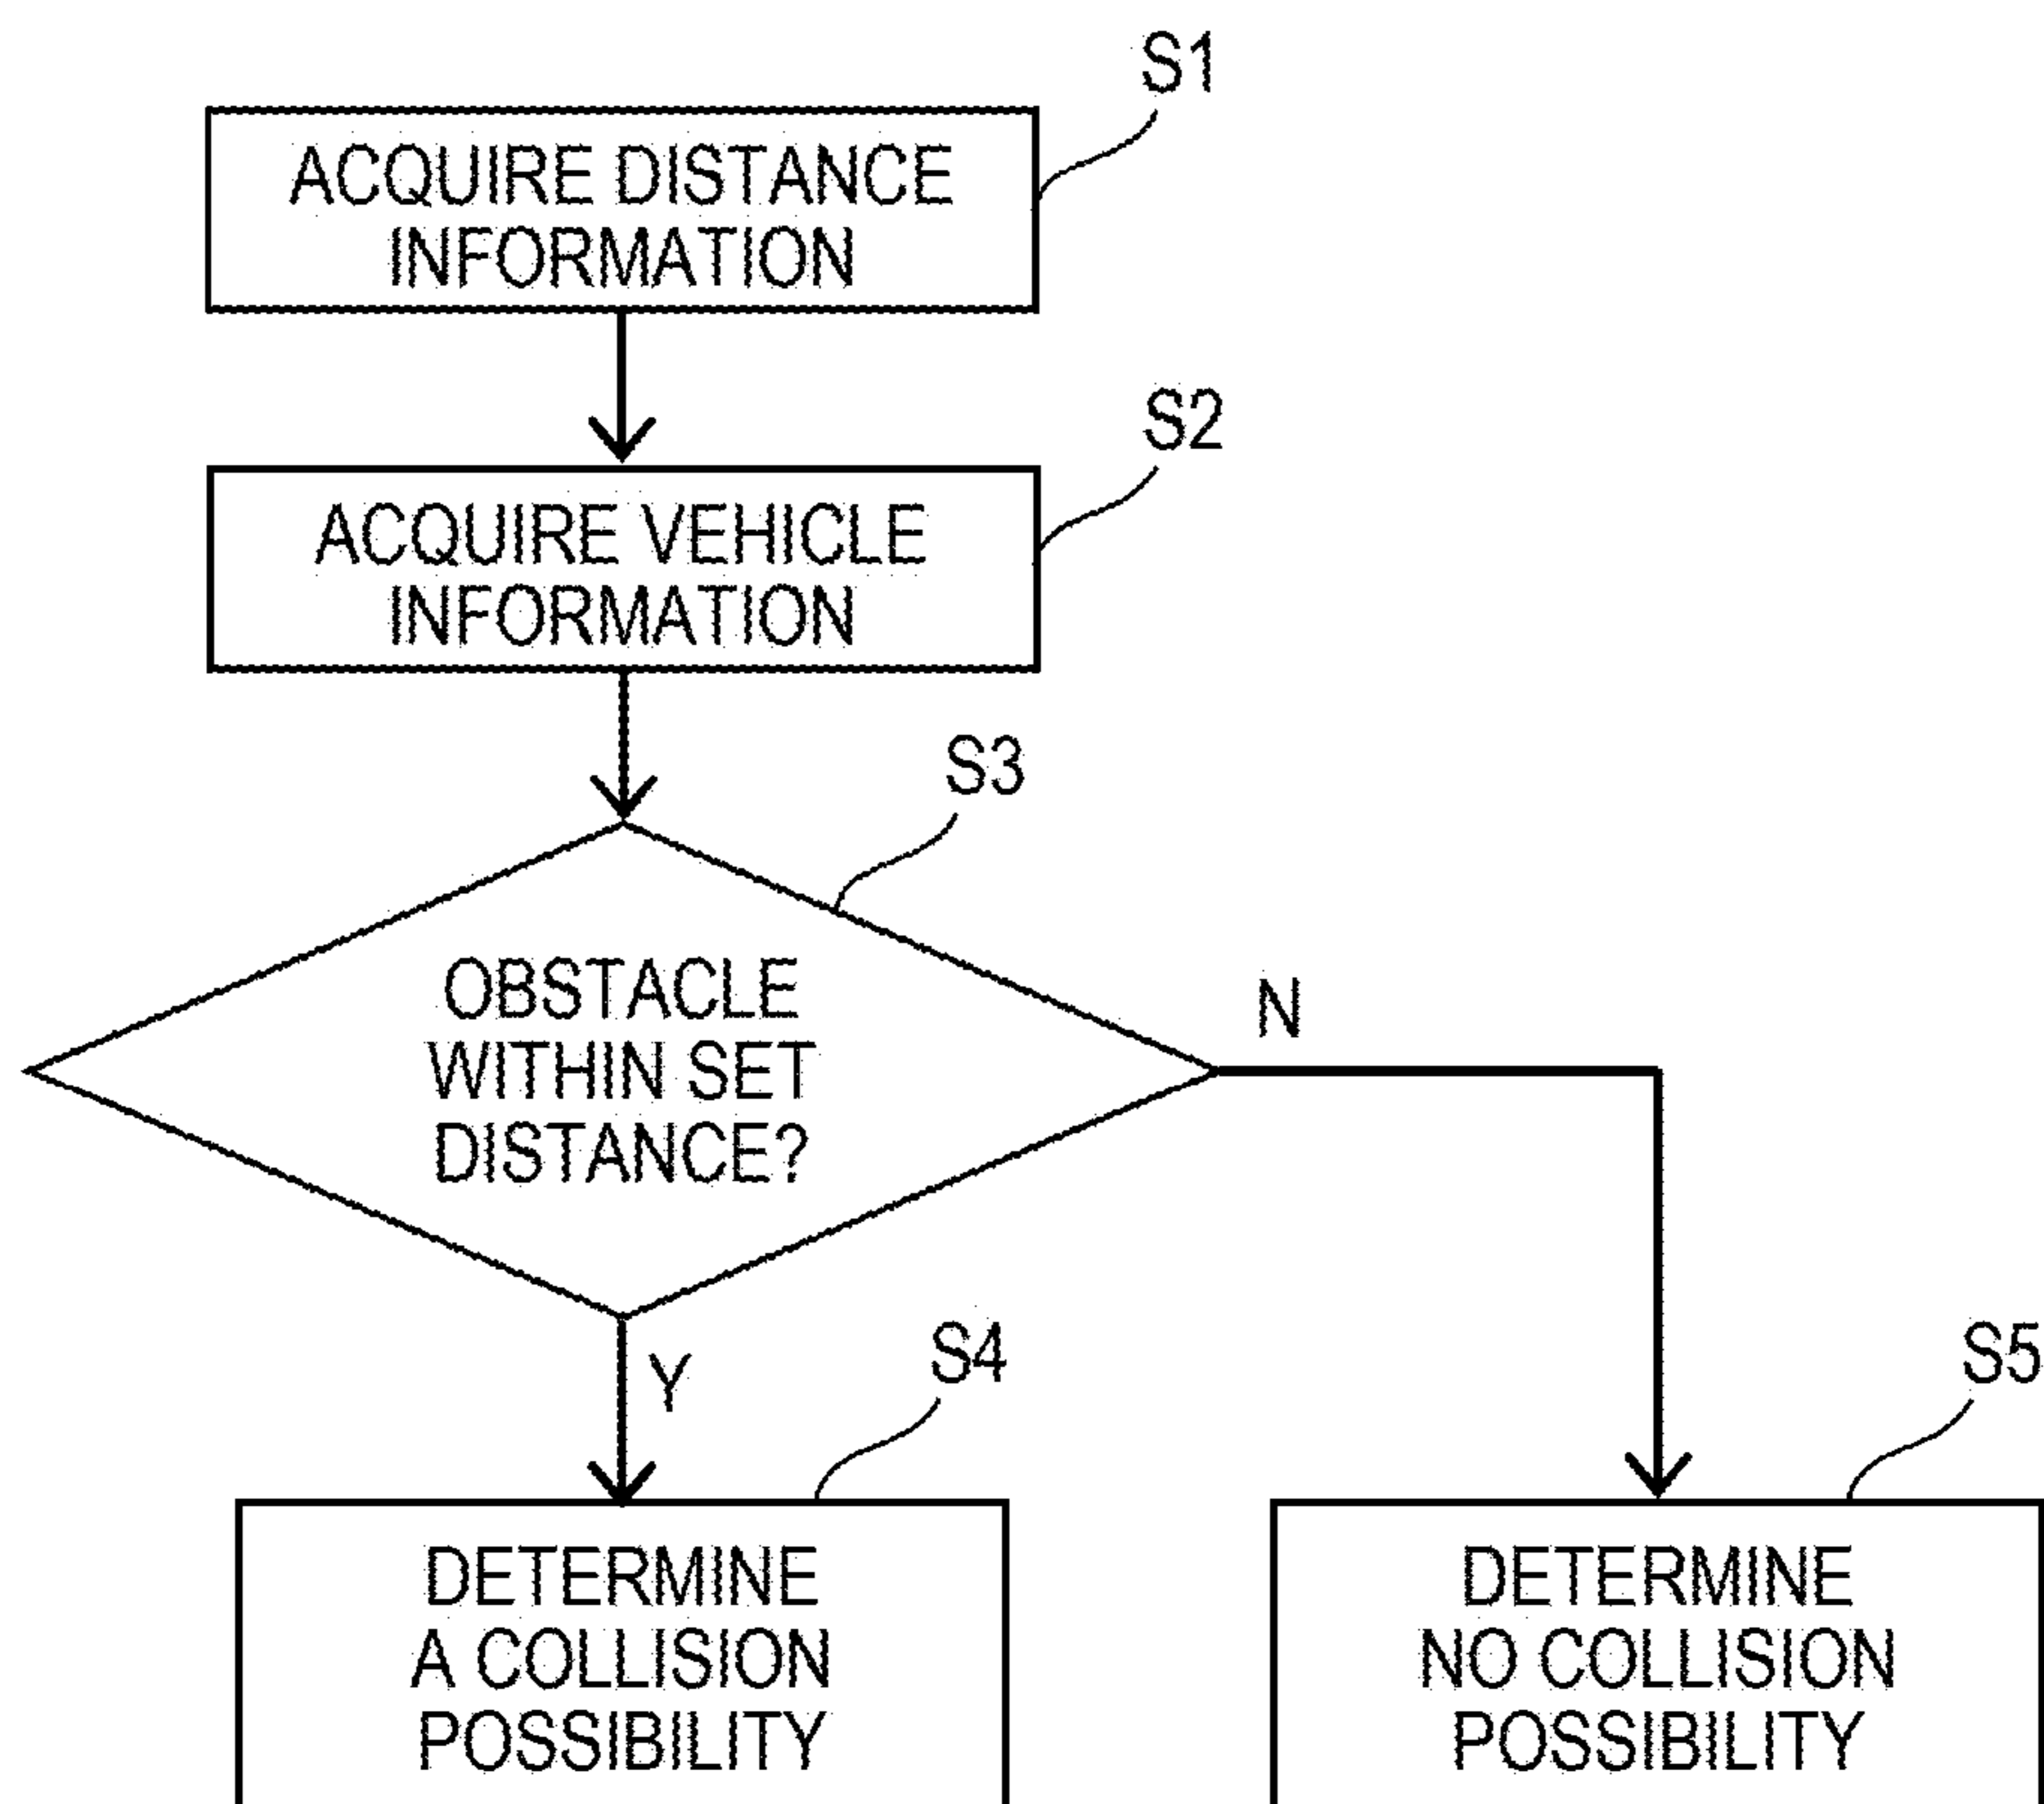 S1
ACQUIRE DISTANCE
INFORMATION
S2
ACQUIRE VEHICLE
INFORMATION
S3
OBSTACLE
WITHIN SET
DISTANCE?
N
Y
S4
S5
DETERMINE
A COLLISION
POSSIBILITY
DETERMINE
NO COLLISION
POSSIBILITY